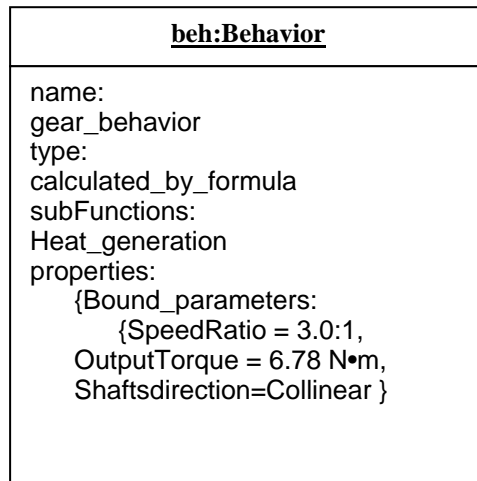 beh:Behavior
name:
gear_behavior
type:
calculated_by_formula
subFunctions:
Heat_generation
properties:
{Bound_parameters:
{SpeedRatio = 3.0:1,
OutputTorque = 6.78 N•m,
Shaftsdirection=Collinear }